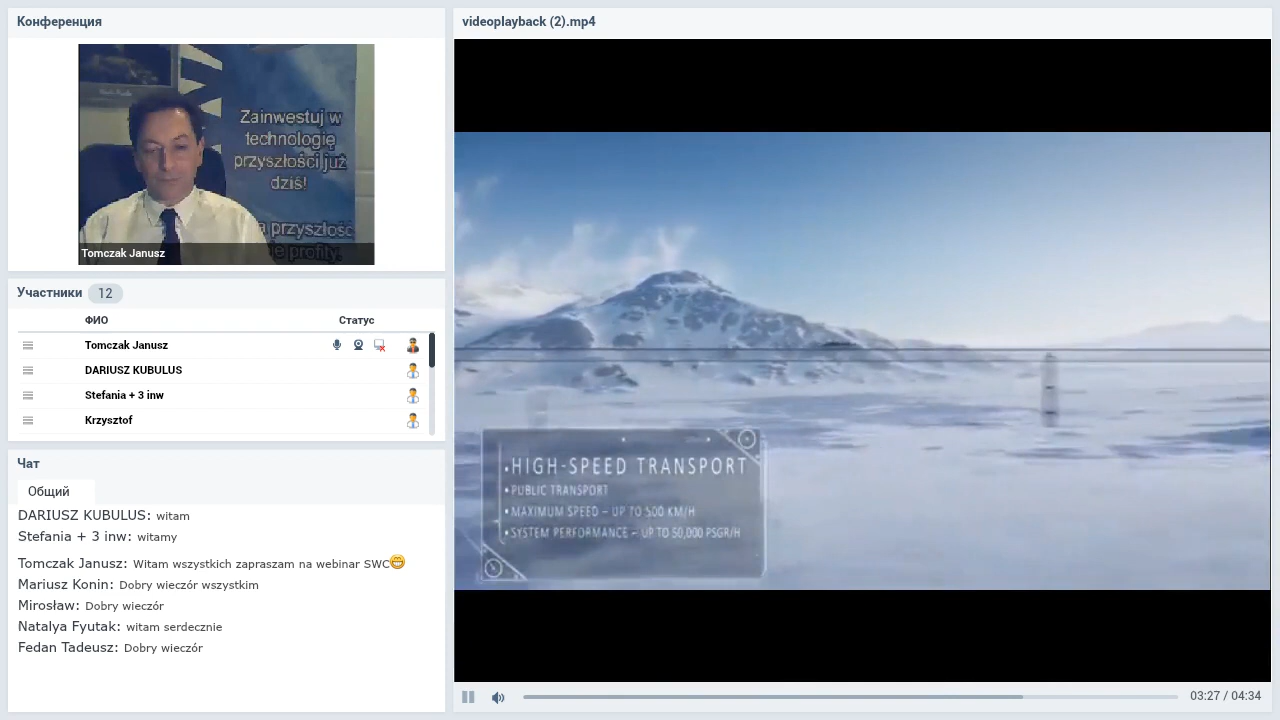 Конференция
Zainwestuj w
technologię
przyszłości już
dziś!
a przyszłość
je profity.
Tomczak Janusz
Участники 12
ФИО Статус
Tomczak Janusz
DARIUSZ KUBULUS
Stefania + 3 inw
Krzysztof
Чат
Общий
DARIUSZ KUBULUS: witam
Stefania + 3 inw: witamy
Tomczak Janusz: Witam wszystkich zapraszam na webinar SWC
Mariusz Konin: Dobry wieczór wszystkim
Mirosław: Dobry wieczór
Natalya Fyutak: witam serdecznie
Fedan Tadeusz: Dobry wieczór
videoplayback (2).mp4
•HIGH-SPEED TRANSPORT
•PUBLIC TRANSPORT
•MAXIMUM SPEED – UP TO 500 KM/H
•SYSTEM PERFORMANCE – UP TO 50,000 PSGR/H
03:27 / 04:34